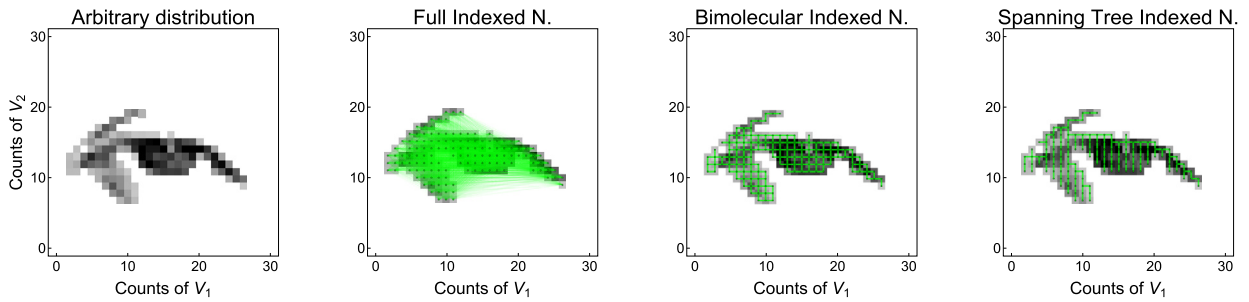 Arbitrary distribution
Full Indexed N.
Bimolecular Indexed N.
Spanning Tree Indexed N.
30
20
10
0
Counts of V2
0 10 20 30
Counts of V1
30
20
10
0
0 10 20 30
Counts of V1
30
20
10
0
0 10 20 30
Counts of V1
30
20
10
0
0 10 20 30
Counts of V1